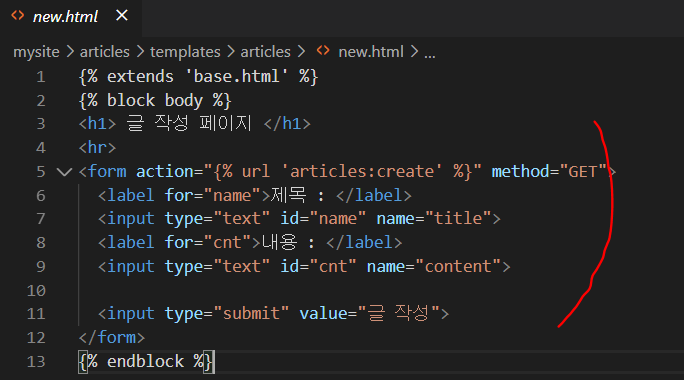 new.html
mysite > articles > templates > articles > new.html > ...
1 {% extends 'base.html' %}
2 {% block body %}
3 <h1> 글 작성 페이지 </h1>
4 <hr>
5 <form action="{% url 'articles:create' %}" method="GET">
6 <label for="name">제목 : </label>
7 <input type="text" id="name" name="title">
8 <label for="cnt">내용 : </label>
9 <input type="text" id="cnt" name="content">
10
11 <input type="submit" value="글 작성">
12 </form>
13 {% endblock %}